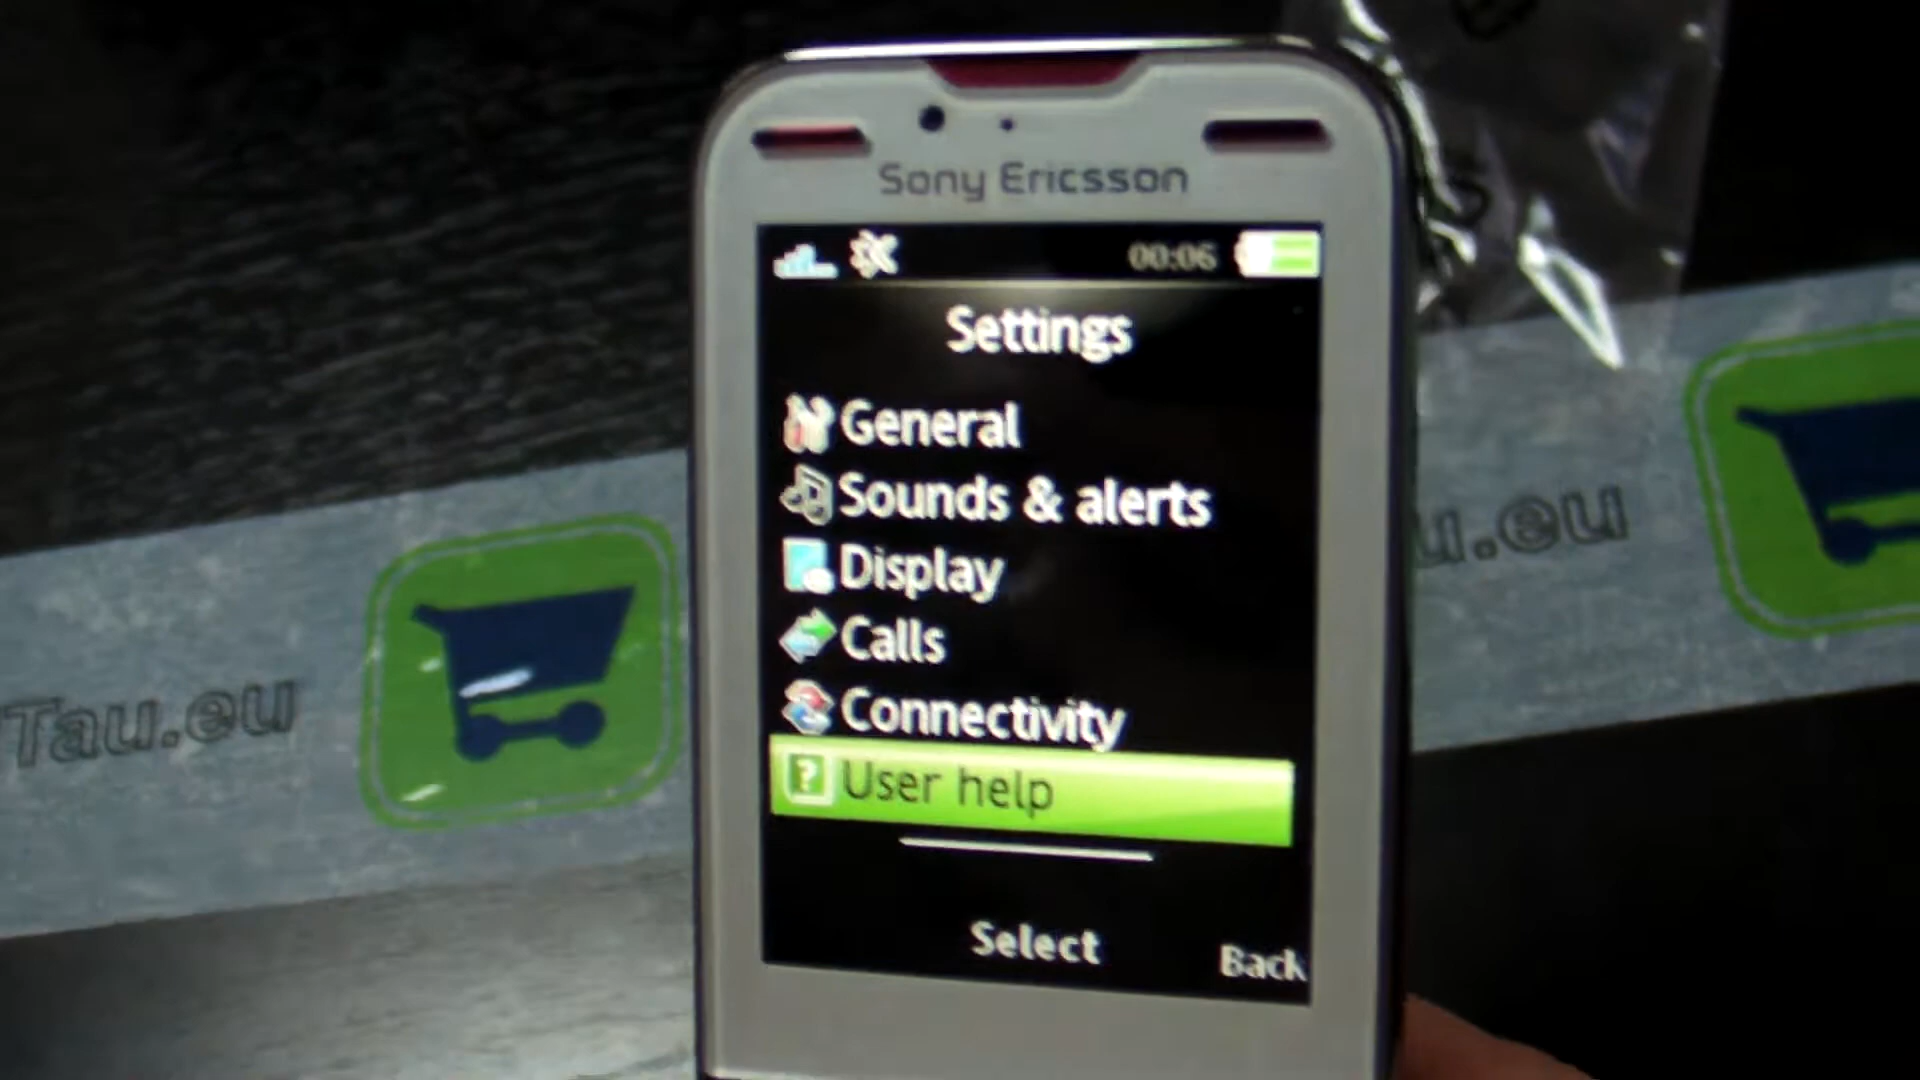 Sony Ericsson
00:06
Settings
General
Sounds & alerts
Display
Calls
Connectivity
? User help
Select
Back
Tau.eu
u.eu